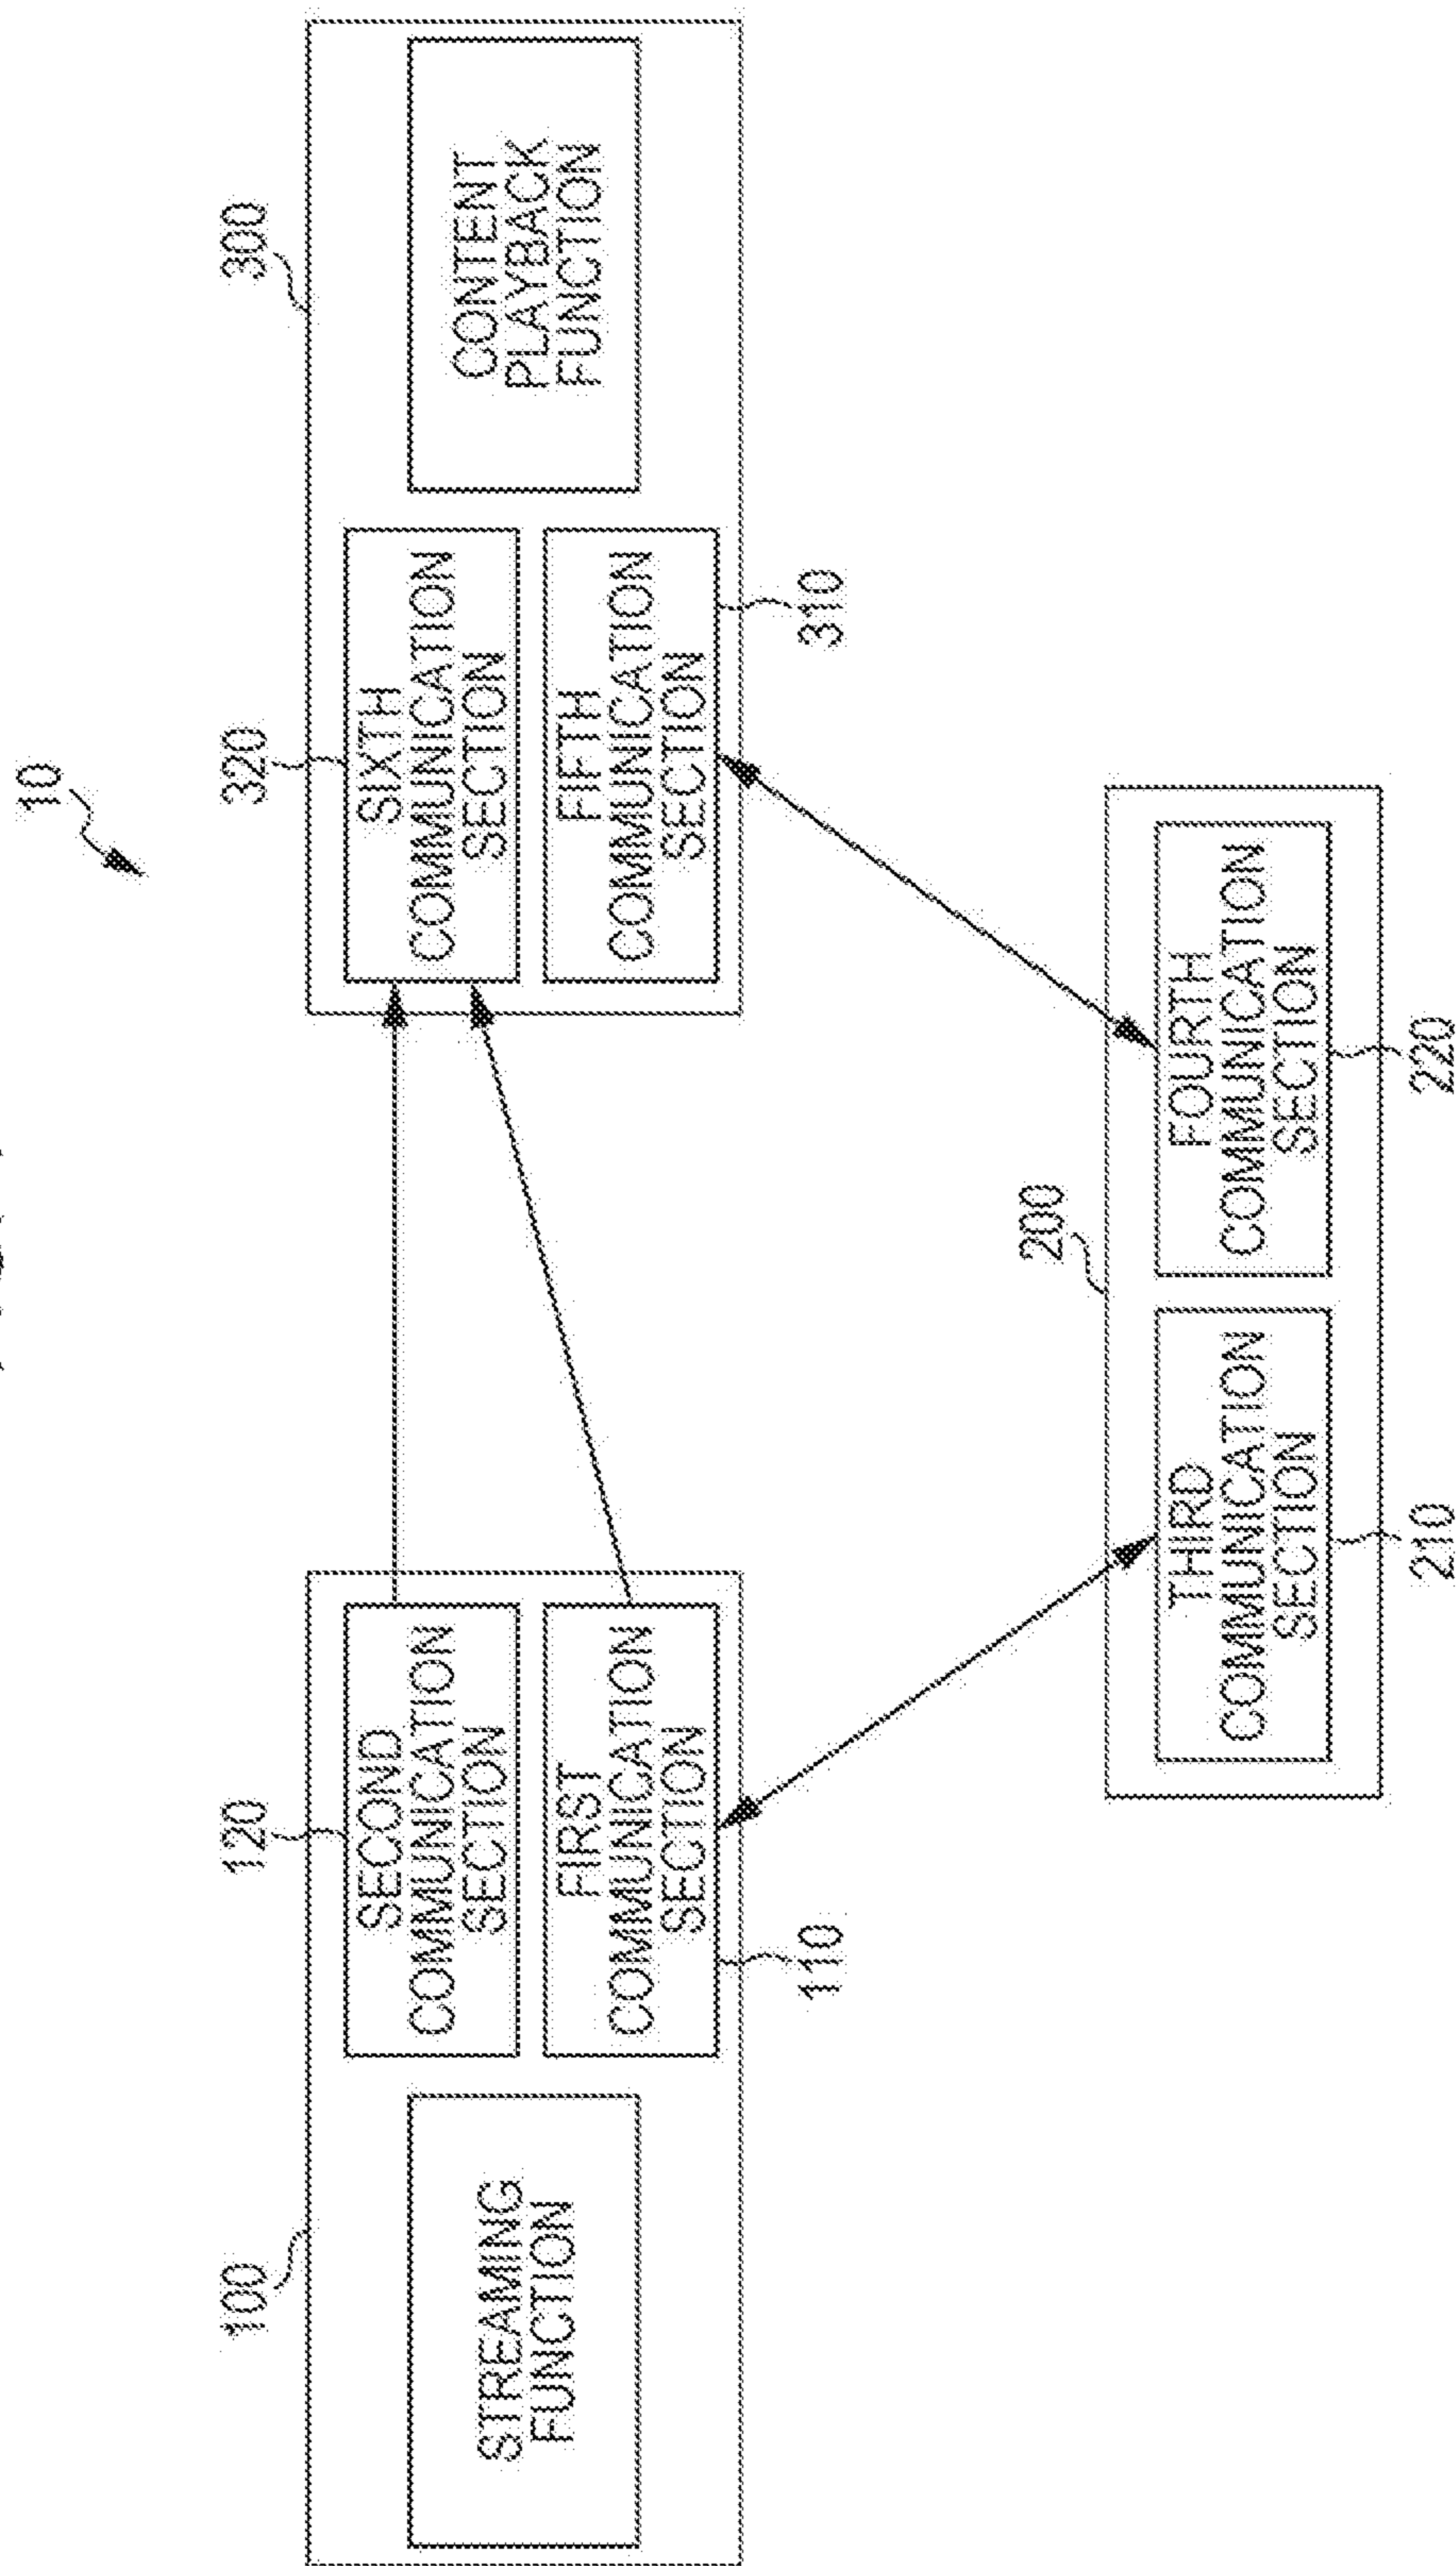 10
100
120
320
300
STREAMING
FUNCTION
SECOND
COMMUNICATION
SECTION
FIRST
COMMUNICATION
SECTION
110
SIXTH
COMMUNICATION
SECTION
FIFTH
COMMUNICATION
SECTION
310
CONTENT
PLAYBACK
FUNCTION
200
THIRD
COMMUNICATION
SECTION
FOURTH
COMMUNICATION
SECTION
210
220